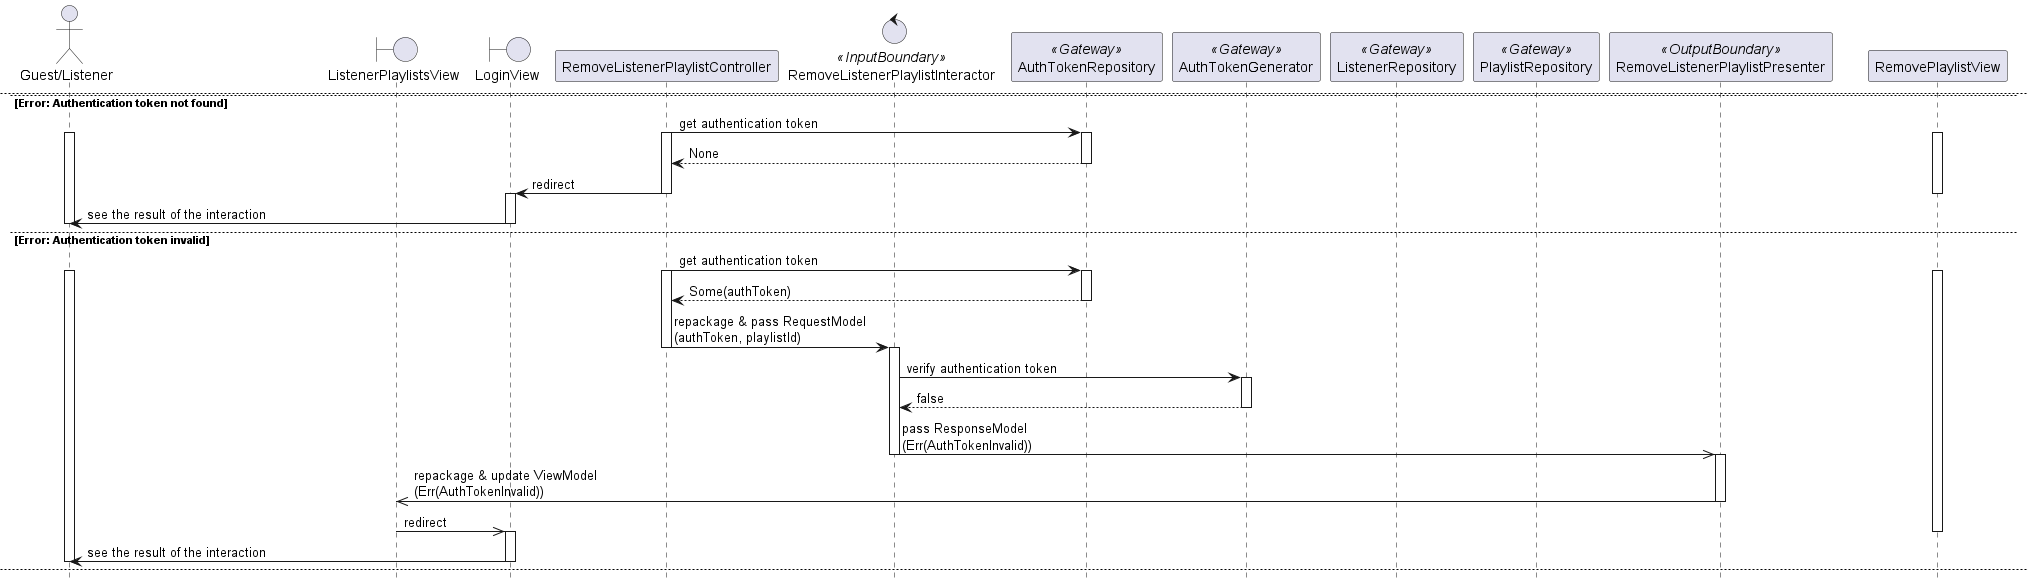 Guest/Listener
ListenerPlaylistsView
LoginView
RemoveListenerPlaylistController
«InputBoundary»
RemoveListenerPlaylistInteractor
«Gateway»
AuthTokenRepository
«Gateway»
AuthTokenGenerator
«Gateway»
ListenerRepository
«Gateway»
PlaylistRepository
«OutputBoundary»
RemoveListenerPlaylistPresenter
RemovePlaylistView
[Error: Authentication token not found]
get authentication token
None
redirect
see the result of the interaction
[Error: Authentication token invalid]
get authentication token
Some(authToken)
repackage & pass RequestModel
(authToken, playlistId)
verify authentication token
false
pass ResponseModel
(Err(AuthTokenInvalid))
repackage & update ViewModel
(Err(AuthTokenInvalid))
redirect
see the result of the interaction